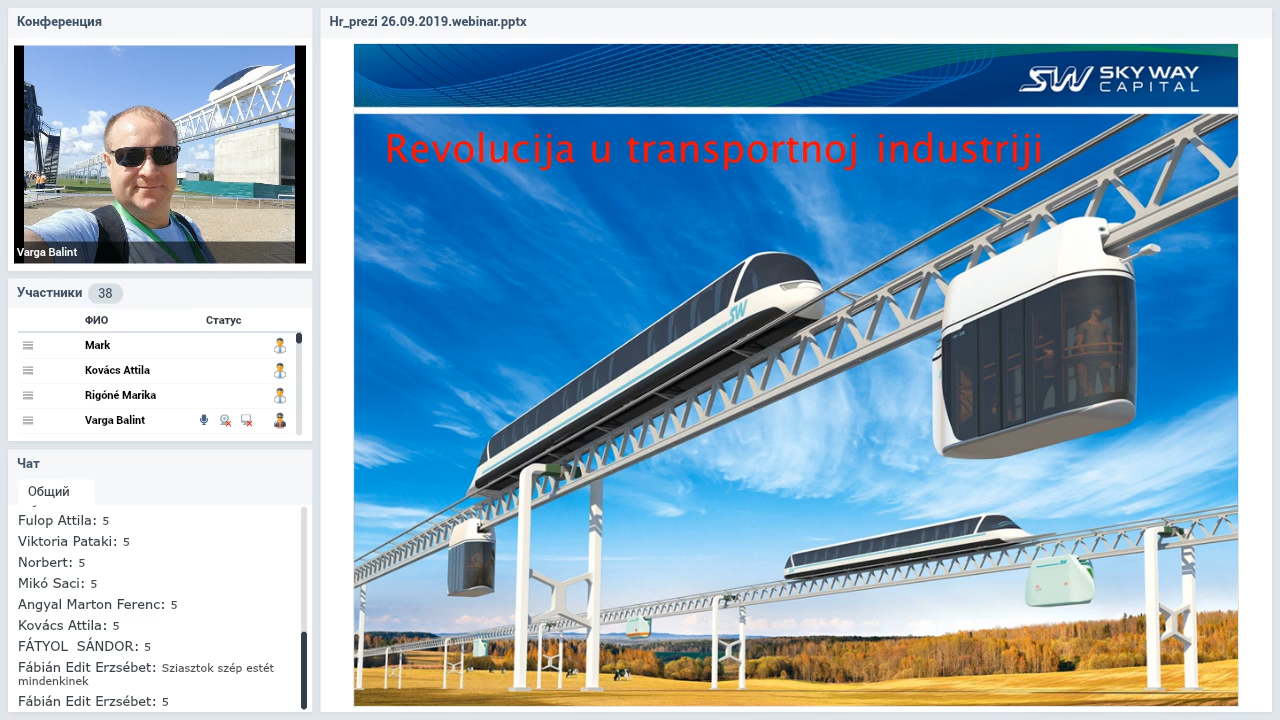 Конференция
Varga Balint
Участники 38
ФИО Статус
Mark
Kovács Attila
Rigóné Marika
Varga Balint
Чат
Общий
Fulop Attila: 5
Viktoria Pataki: 5
Norbert: 5
Mikó Saci: 5
Angyal Marton Ferenc: 5
Kovács Attila: 5
FÁTYOL SÁNDOR: 5
Fábián Edit Erzsébet: Sziasztok szép estét
mindenkinek
Fábián Edit Erzsébet: 5
Hr_prezi 26.09.2019.webinar.pptx
SW SKY WAY
CAPITAL
Revolucija u transportnoj industriji
SW